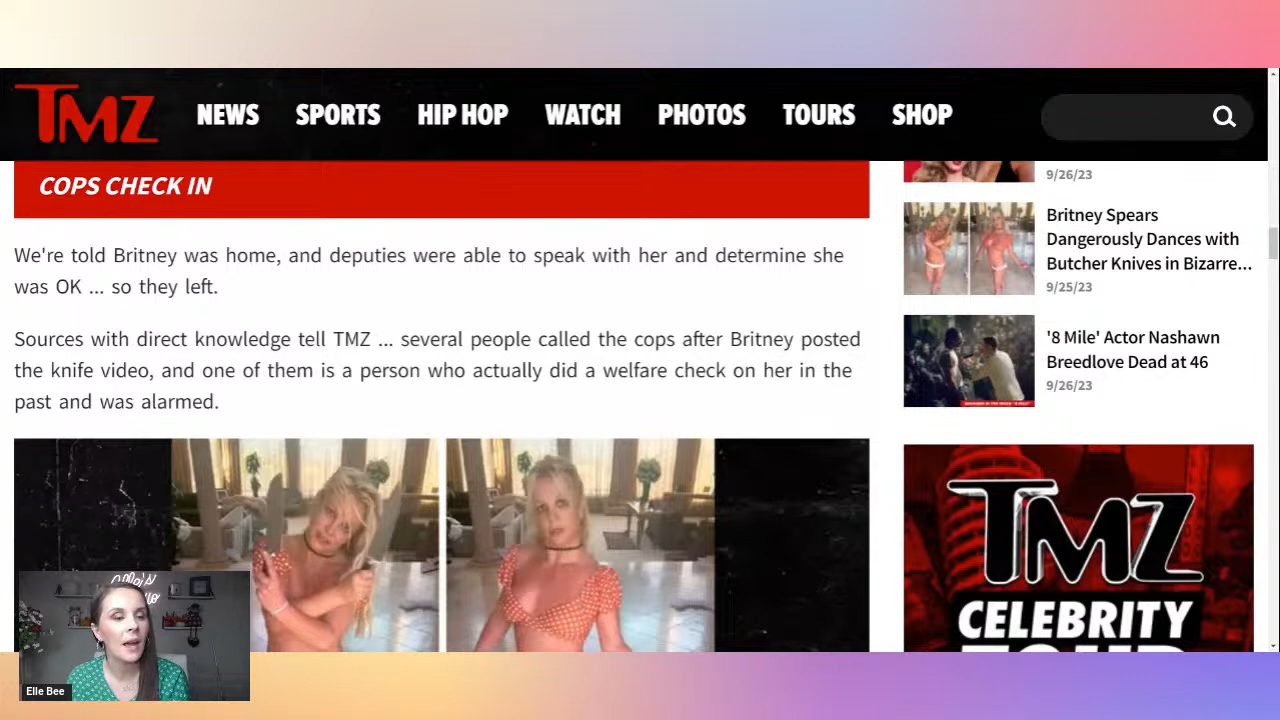 TMZ
NEWS SPORTS HIP HOP WATCH PHOTOS TOURS SHOP
COPS CHECK IN
We're told Britney was home, and deputies were able to speak with her and determine she
was OK ... so they left.
Sources with direct knowledge tell TMZ ... several people called the cops after Britney posted
the knife video, and one of them is a person who actually did a welfare check on her in the
past and was alarmed.
9/26/23
Britney Spears
Dangerously Dances with
Butcher Knives in Bizarre...
9/25/23
'8 Mile' Actor Nashawn
Breedlove Dead at 46
9/26/23
TMZ
CELEBRITY
TOUR
Elle Bee